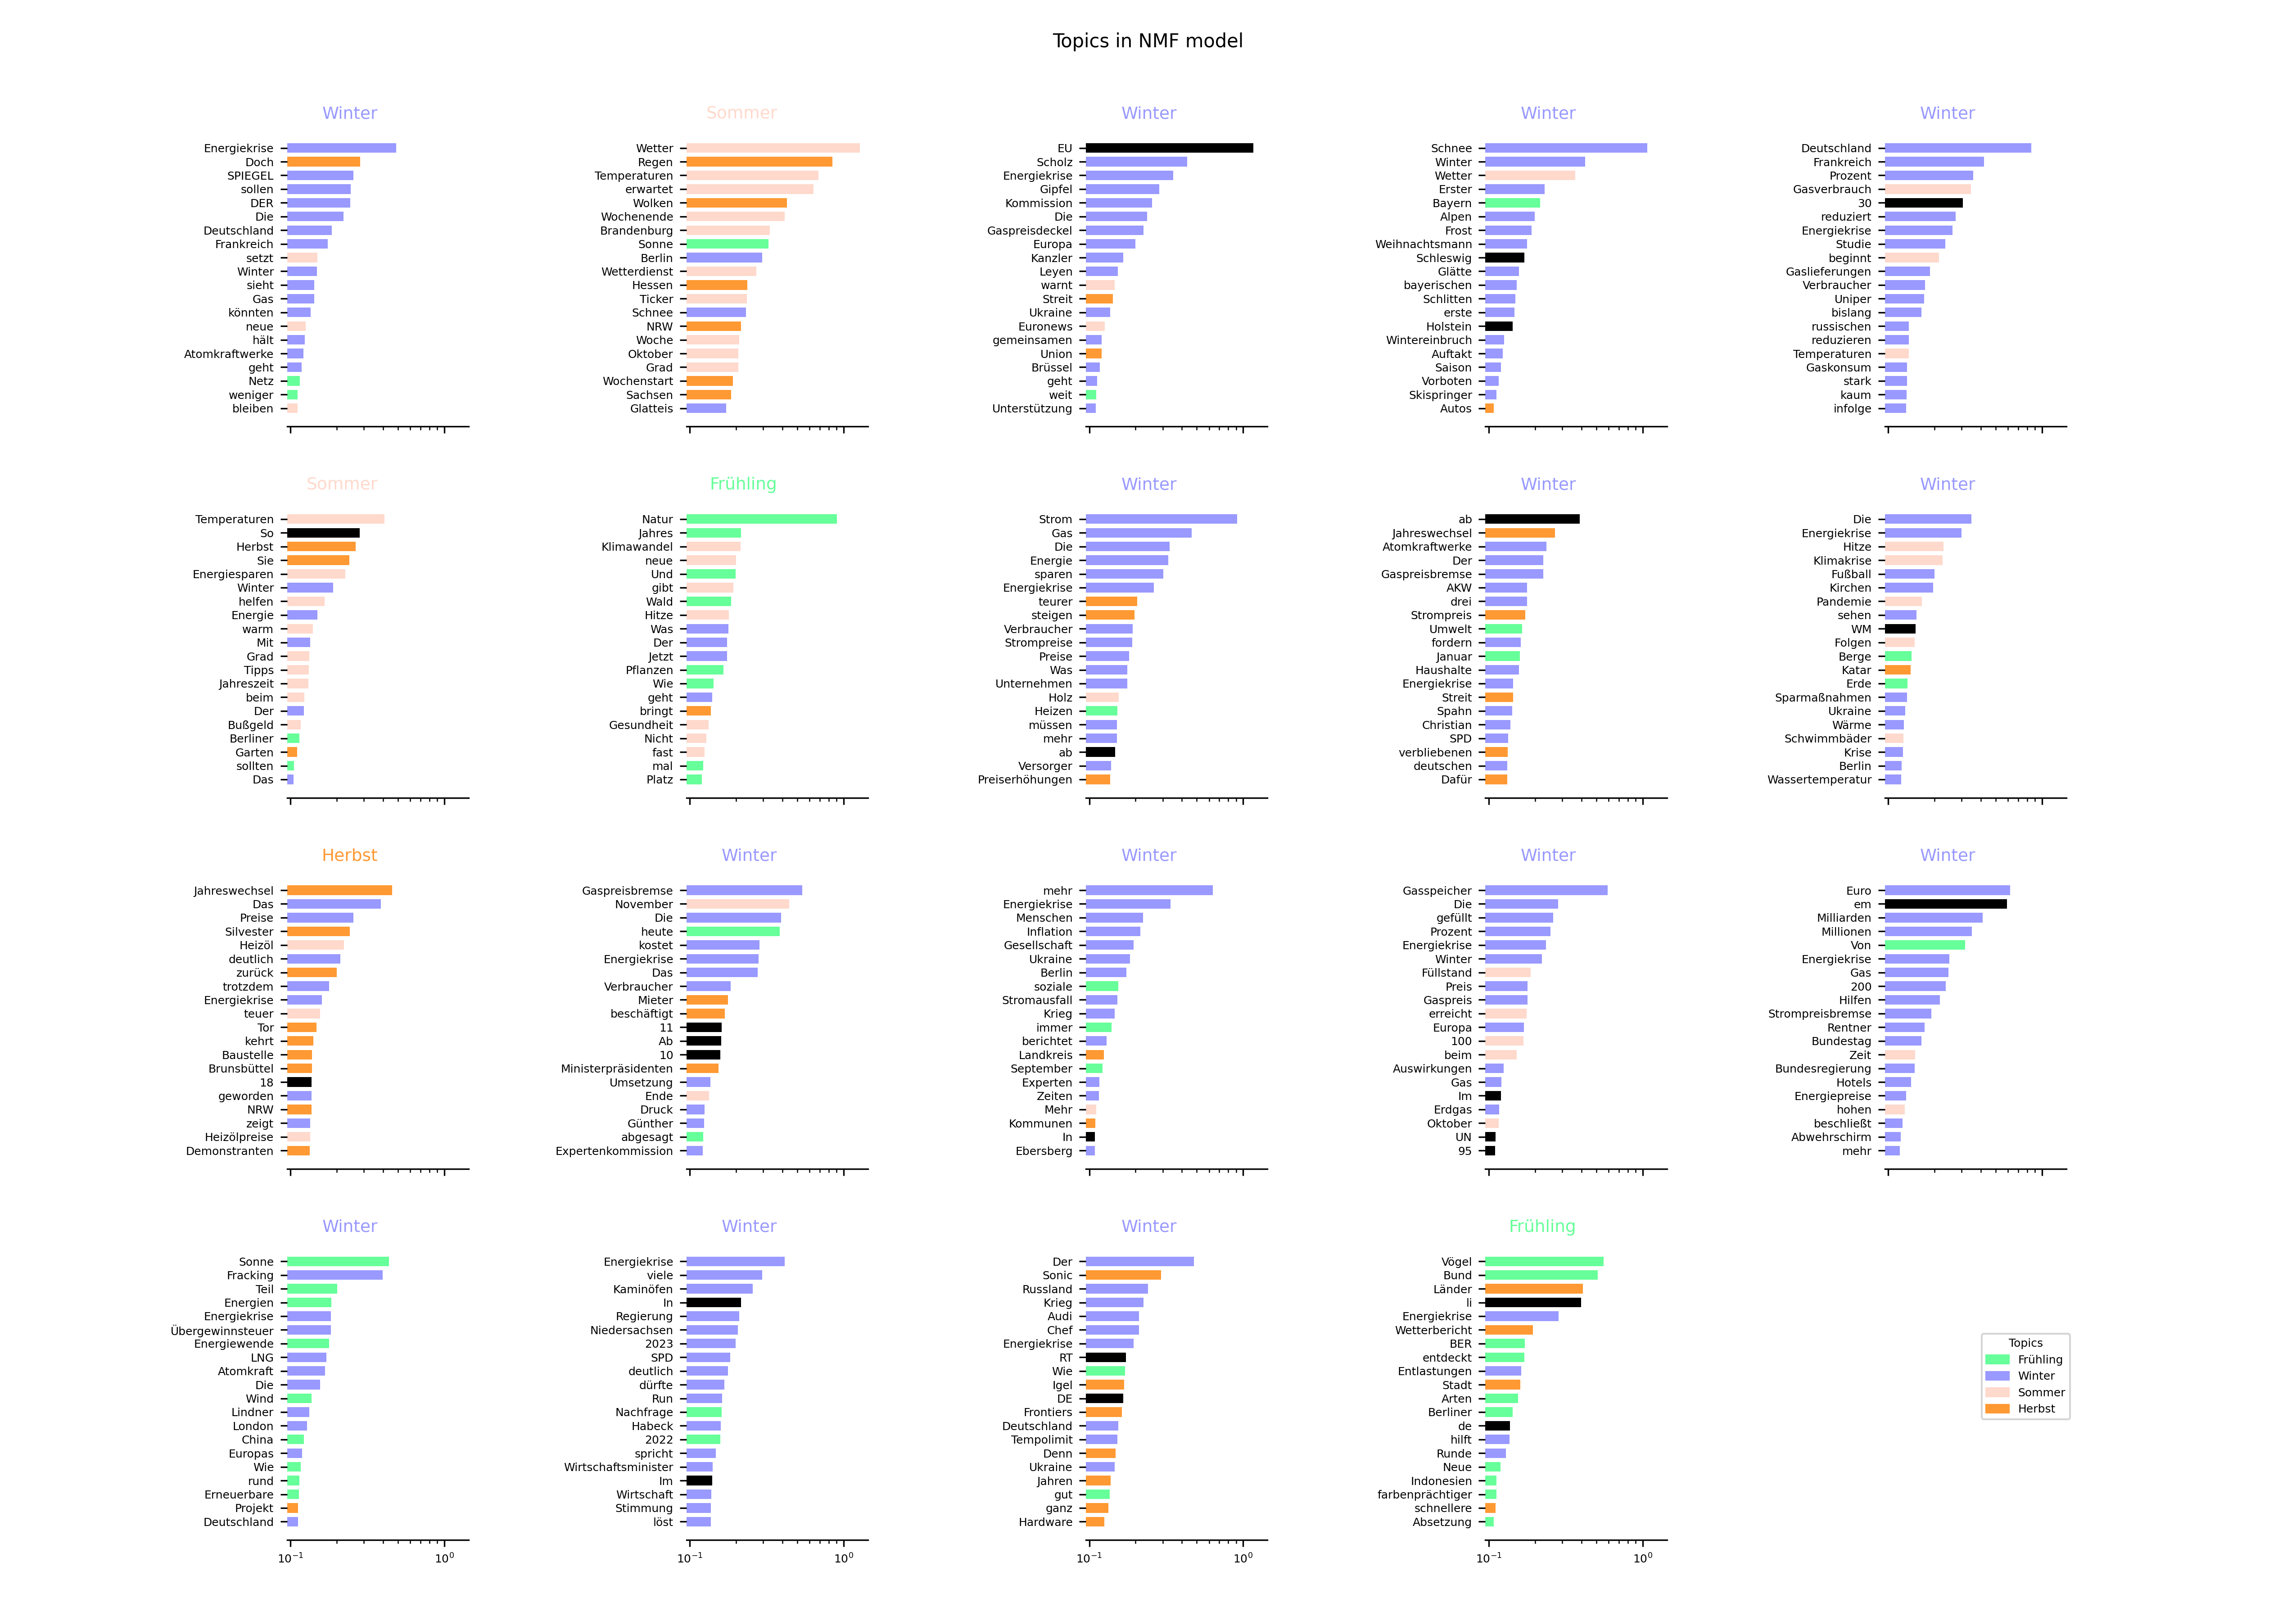 Topics in NMF model
Winter
Energiekrise
Doch
SPIEGEL
sollen
DER
Die
Deutschland
Frankreich
setzt
Winter
sieht
Gas
könnten
neue
hält
Atomkraftwerke
geht
Netz
weniger
bleiben
Sommer
Wetter
Regen
Temperaturen
erwartet
Wolken
Wochenende
Brandenburg
Sonne
Berlin
Wetterdienst
Hessen
Ticker
Schnee
NRW
Woche
Oktober
Grad
Wochenstart
Sachsen
Glatteis
Winter
EU
Scholz
Energiekrise
Gipfel
Kommission
Die
Gaspreisdeckel
Europa
Kanzler
Leyen
warnt
Streit
Ukraine
Euronews
gemeinsamen
Union
Brüssel
geht
weit
Unterstützung
Winter
Schnee
Winter
Wetter
Erster
Bayern
Alpen
Frost
Weihnachtsmann
Schleswig
Glätte
bayerischen
Schlitten
erste
Holstein
Wintereinbruch
Auftakt
Saison
Vorboten
Skispringer
Autos
Winter
Deutschland
Frankreich
Prozent
Gasverbrauch
30
reduziert
Energiekrise
Studie
beginnt
Gaslieferungen
Verbraucher
Uniper
bislang
russischen
reduzieren
Temperaturen
Gaskonsum
stark
kaum
infolge
Sommer
Temperaturen
So
Herbst
Sie
Energiesparen
Winter
helfen
Energie
warm
Mit
Grad
Tipps
Jahreszeit
beim
Der
Bußgeld
Berliner
Garten
sollten
Das
Frühling
Natur
Jahres
Klimawandel
neue
Und
gibt
Wald
Hitze
Was
Der
Jetzt
Pflanzen
Wie
geht
bringt
Gesundheit
Nicht
fast
mal
Platz
Winter
Strom
Gas
Die
Energie
sparen
Energiekrise
teurer
steigen
Verbraucher
Strompreise
Preise
Was
Unternehmen
Holz
Heizen
müssen
mehr
ab
Versorger
Preiserhöhungen
Winter
ab
Jahreswechsel
Atomkraftwerke
Der
Gaspreisbremse
AKW
drei
Strompreis
Umwelt
fordern
Januar
Haushalte
Energiekrise
Streit
Spahn
Christian
SPD
verbliebenen
deutschen
Dafür
Winter
Die
Energiekrise
Hitze
Klimakrise
Fußball
Kirchen
Pandemie
sehen
WM
Folgen
Berge
Katar
Erde
Sparmaßnahmen
Ukraine
Wärme
Schwimmbäder
Krise
Berlin
Wassertemperatur
Herbst
Jahreswechsel
Das
Preise
Silvester
Heizöl
deutlich
zurück
trotzdem
Energiekrise
teuer
Tor
kehrt
Baustelle
Brunsbüttel
18
geworden
NRW
zeigt
Heizölpreise
Demonstranten
Winter
Gaspreisbremse
November
Die
heute
kostet
Energiekrise
Das
Verbraucher
Mieter
beschäftigt
11
Ab
10
Ministerpräsidenten
Umsetzung
Ende
Druck
Günther
abgesagt
Expertenkommission
Winter
mehr
Energiekrise
Menschen
Inflation
Gesellschaft
Ukraine
Berlin
soziale
Stromausfall
Krieg
immer
berichtet
Landkreis
September
Experten
Zeiten
Mehr
Kommunen
In
Ebersberg
Winter
Gasspeicher
Die
gefüllt
Prozent
Energiekrise
Winter
Füllstand
Preis
Gaspreis
erreicht
Europa
100
beim
Auswirkungen
Gas
Im
Erdgas
Oktober
UN
95
Winter
Euro
em
Milliarden
Millionen
Von
Energiekrise
Gas
200
Hilfen
Strompreisbremse
Rentner
Bundestag
Zeit
Bundesregierung
Hotels
Energiepreise
hohen
beschließt
Abwehrschirm
mehr
Winter
Sonne
Fracking
Teil
Energien
Energiekrise
Übergewinnsteuer
Energiewende
LNG
Atomkraft
Die
Wind
Lindner
London
China
Europas
Wie
rund
Erneuerbare
Projekt
Deutschland
10⁻¹ 10⁰
Winter
Energiekrise
viele
Kaminöfen
In
Regierung
Niedersachsen
2023
SPD
deutlich
dürfte
Run
Nachfrage
Habeck
2022
spricht
Wirtschaftsminister
Im
Wirtschaft
Stimmung
löst
10⁻¹ 10⁰
Winter
Der
Sonic
Russland
Krieg
Audi
Chef
Energiekrise
RT
Wie
Igel
DE
Frontiers
Deutschland
Tempolimit
Denn
Ukraine
Jahren
gut
ganz
Hardware
10⁻¹ 10⁰
Frühling
Vögel
Bund
Länder
li
Energiekrise
Wetterbericht
BER
entdeckt
Entlastungen
Stadt
Arten
Berliner
de
hilft
Runde
Neue
Indonesien
farbenprächtiger
schnellere
Absetzung
10⁻¹ 10⁰
Topics
Frühling
Winter
Sommer
Herbst